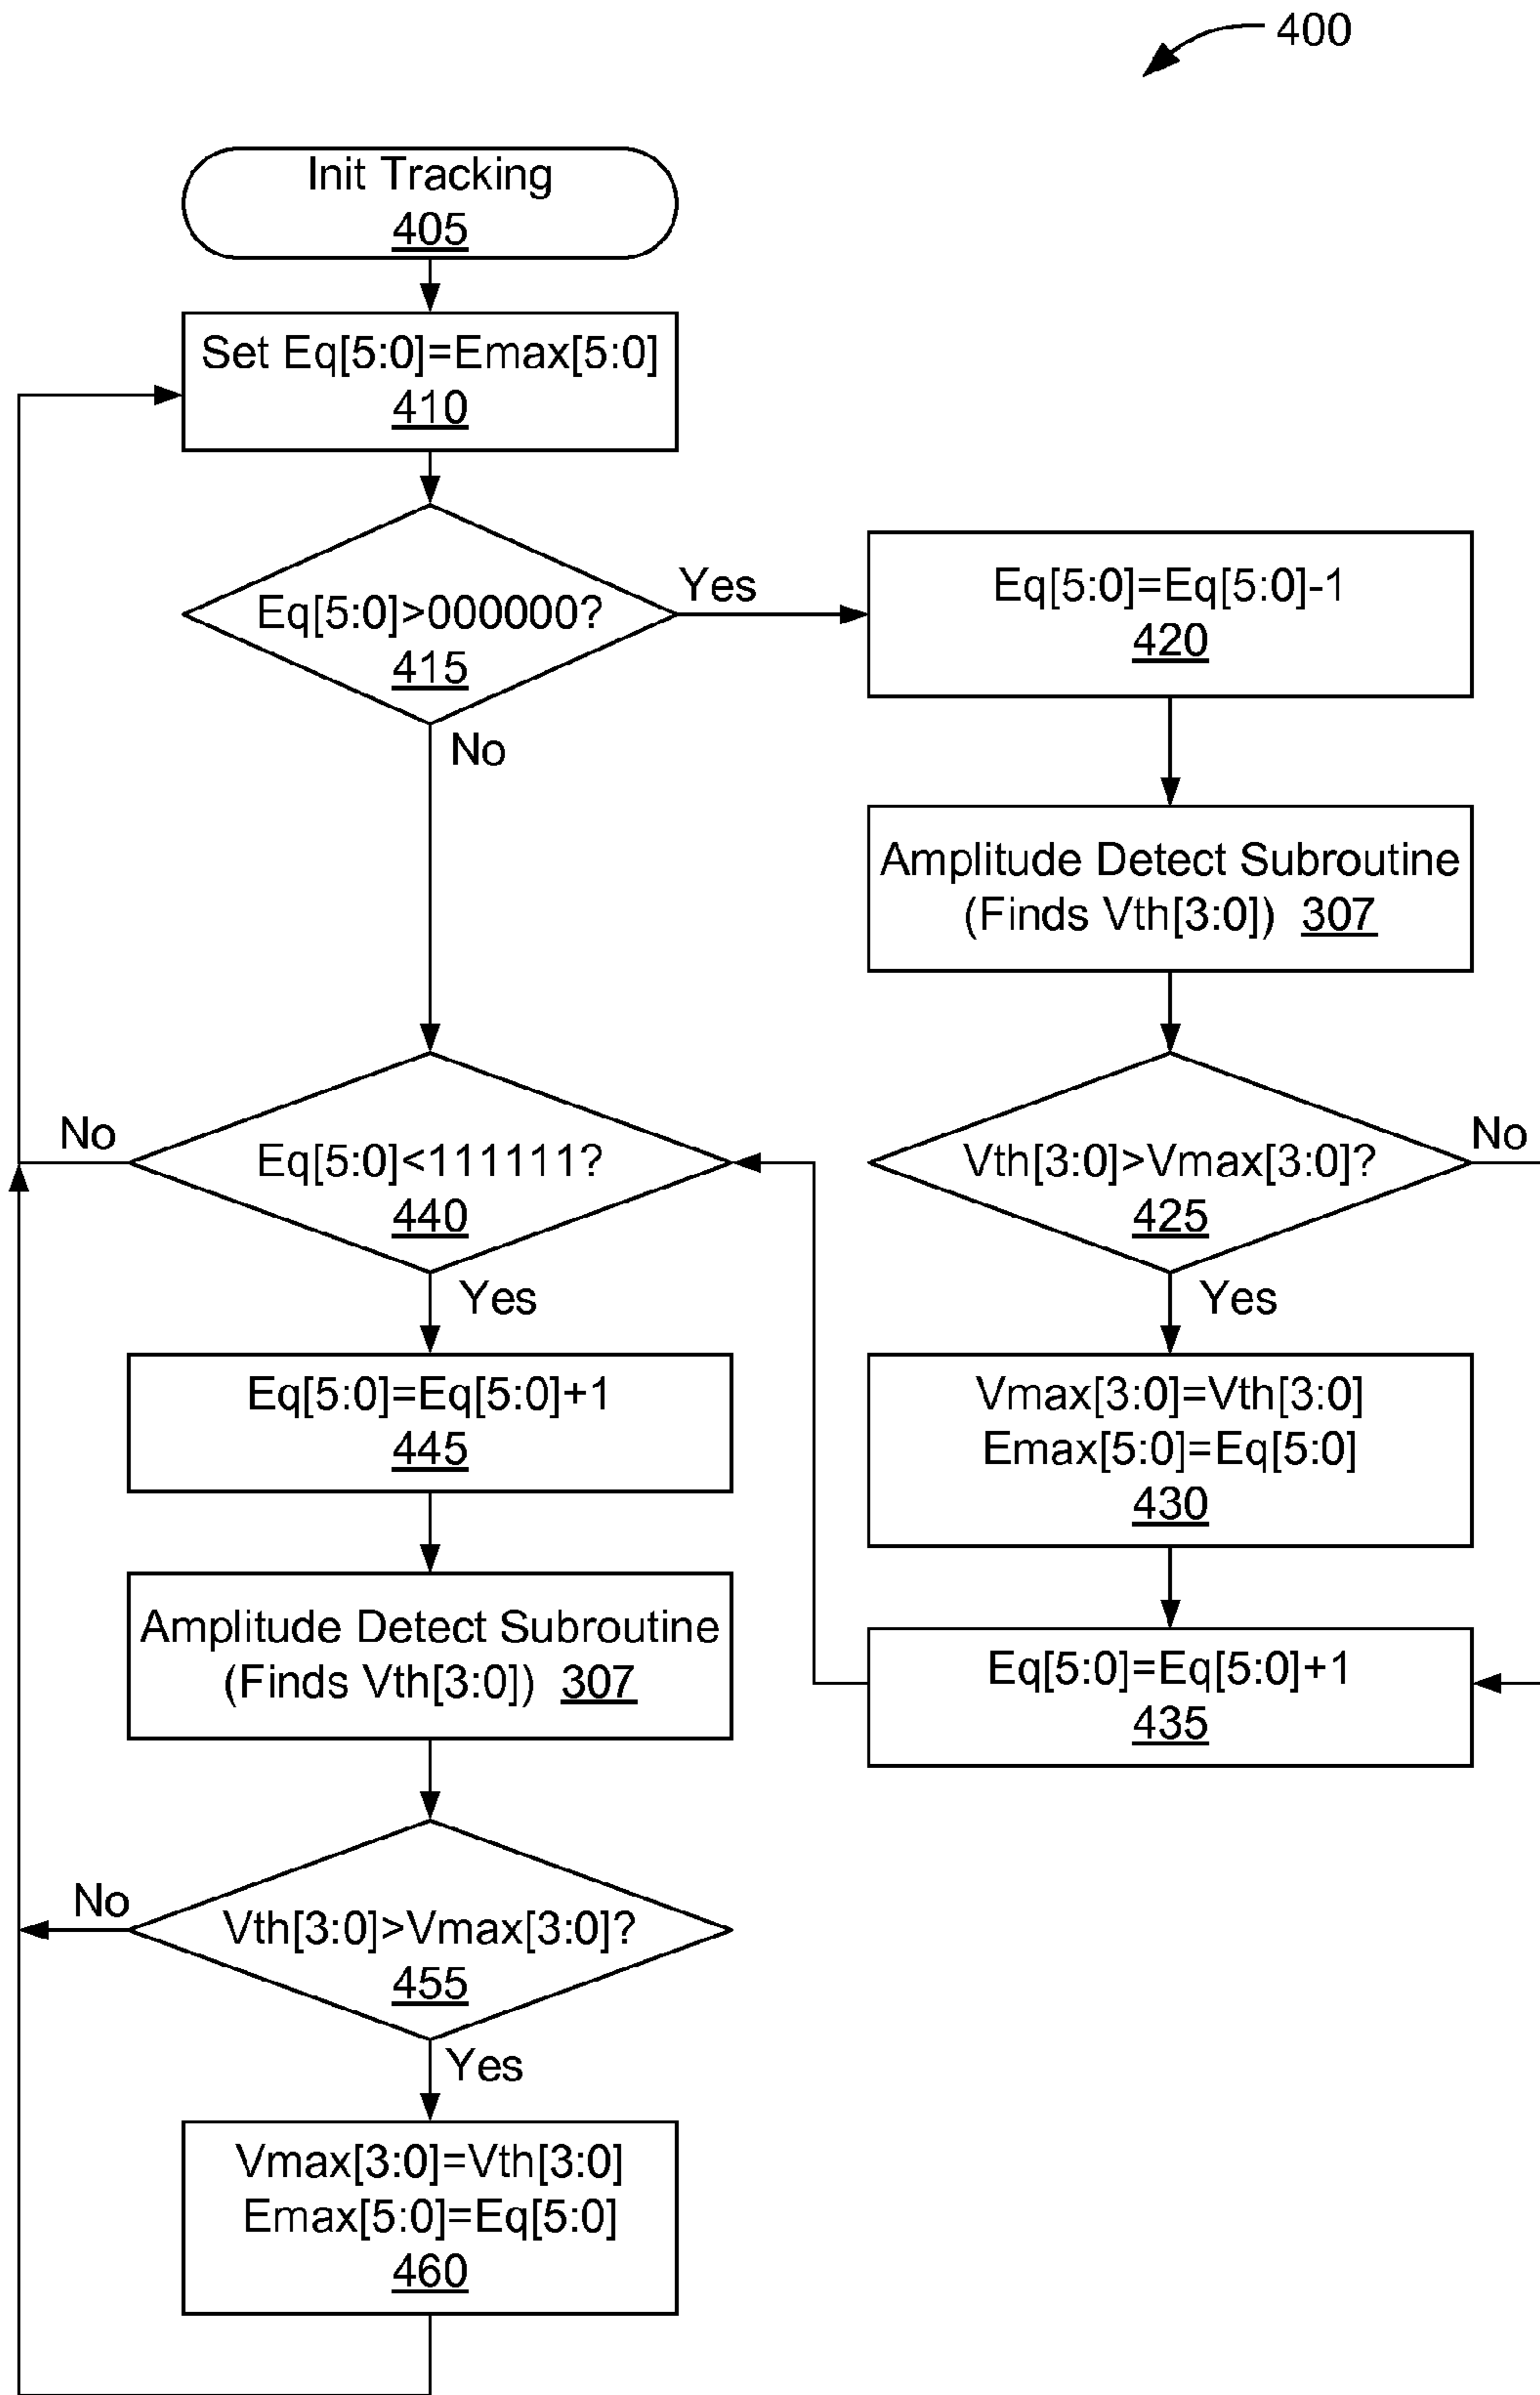 400
Init Tracking
405
Set Eq[5:0]=Emax[5:0]
410
Eq[5:0]>000000?
415
Yes
No
Eq[5:0]=Eq[5:0]-1
420
Amplitude Detect Subroutine
(Finds Vth[3:0]) 307
Vth[3:0]>Vmax[3:0]?
425
No
Yes
Vmax[3:0]=Vth[3:0]
Emax[5:0]=Eq[5:0]
430
Eq[5:0]=Eq[5:0]+1
435
No
Eq[5:0]<111111?
440
Yes
Eq[5:0]=Eq[5:0]+1
445
Amplitude Detect Subroutine
(Finds Vth[3:0]) 307
No
Vth[3:0]>Vmax[3:0]?
455
Yes
Vmax[3:0]=Vth[3:0]
Emax[5:0]=Eq[5:0]
460